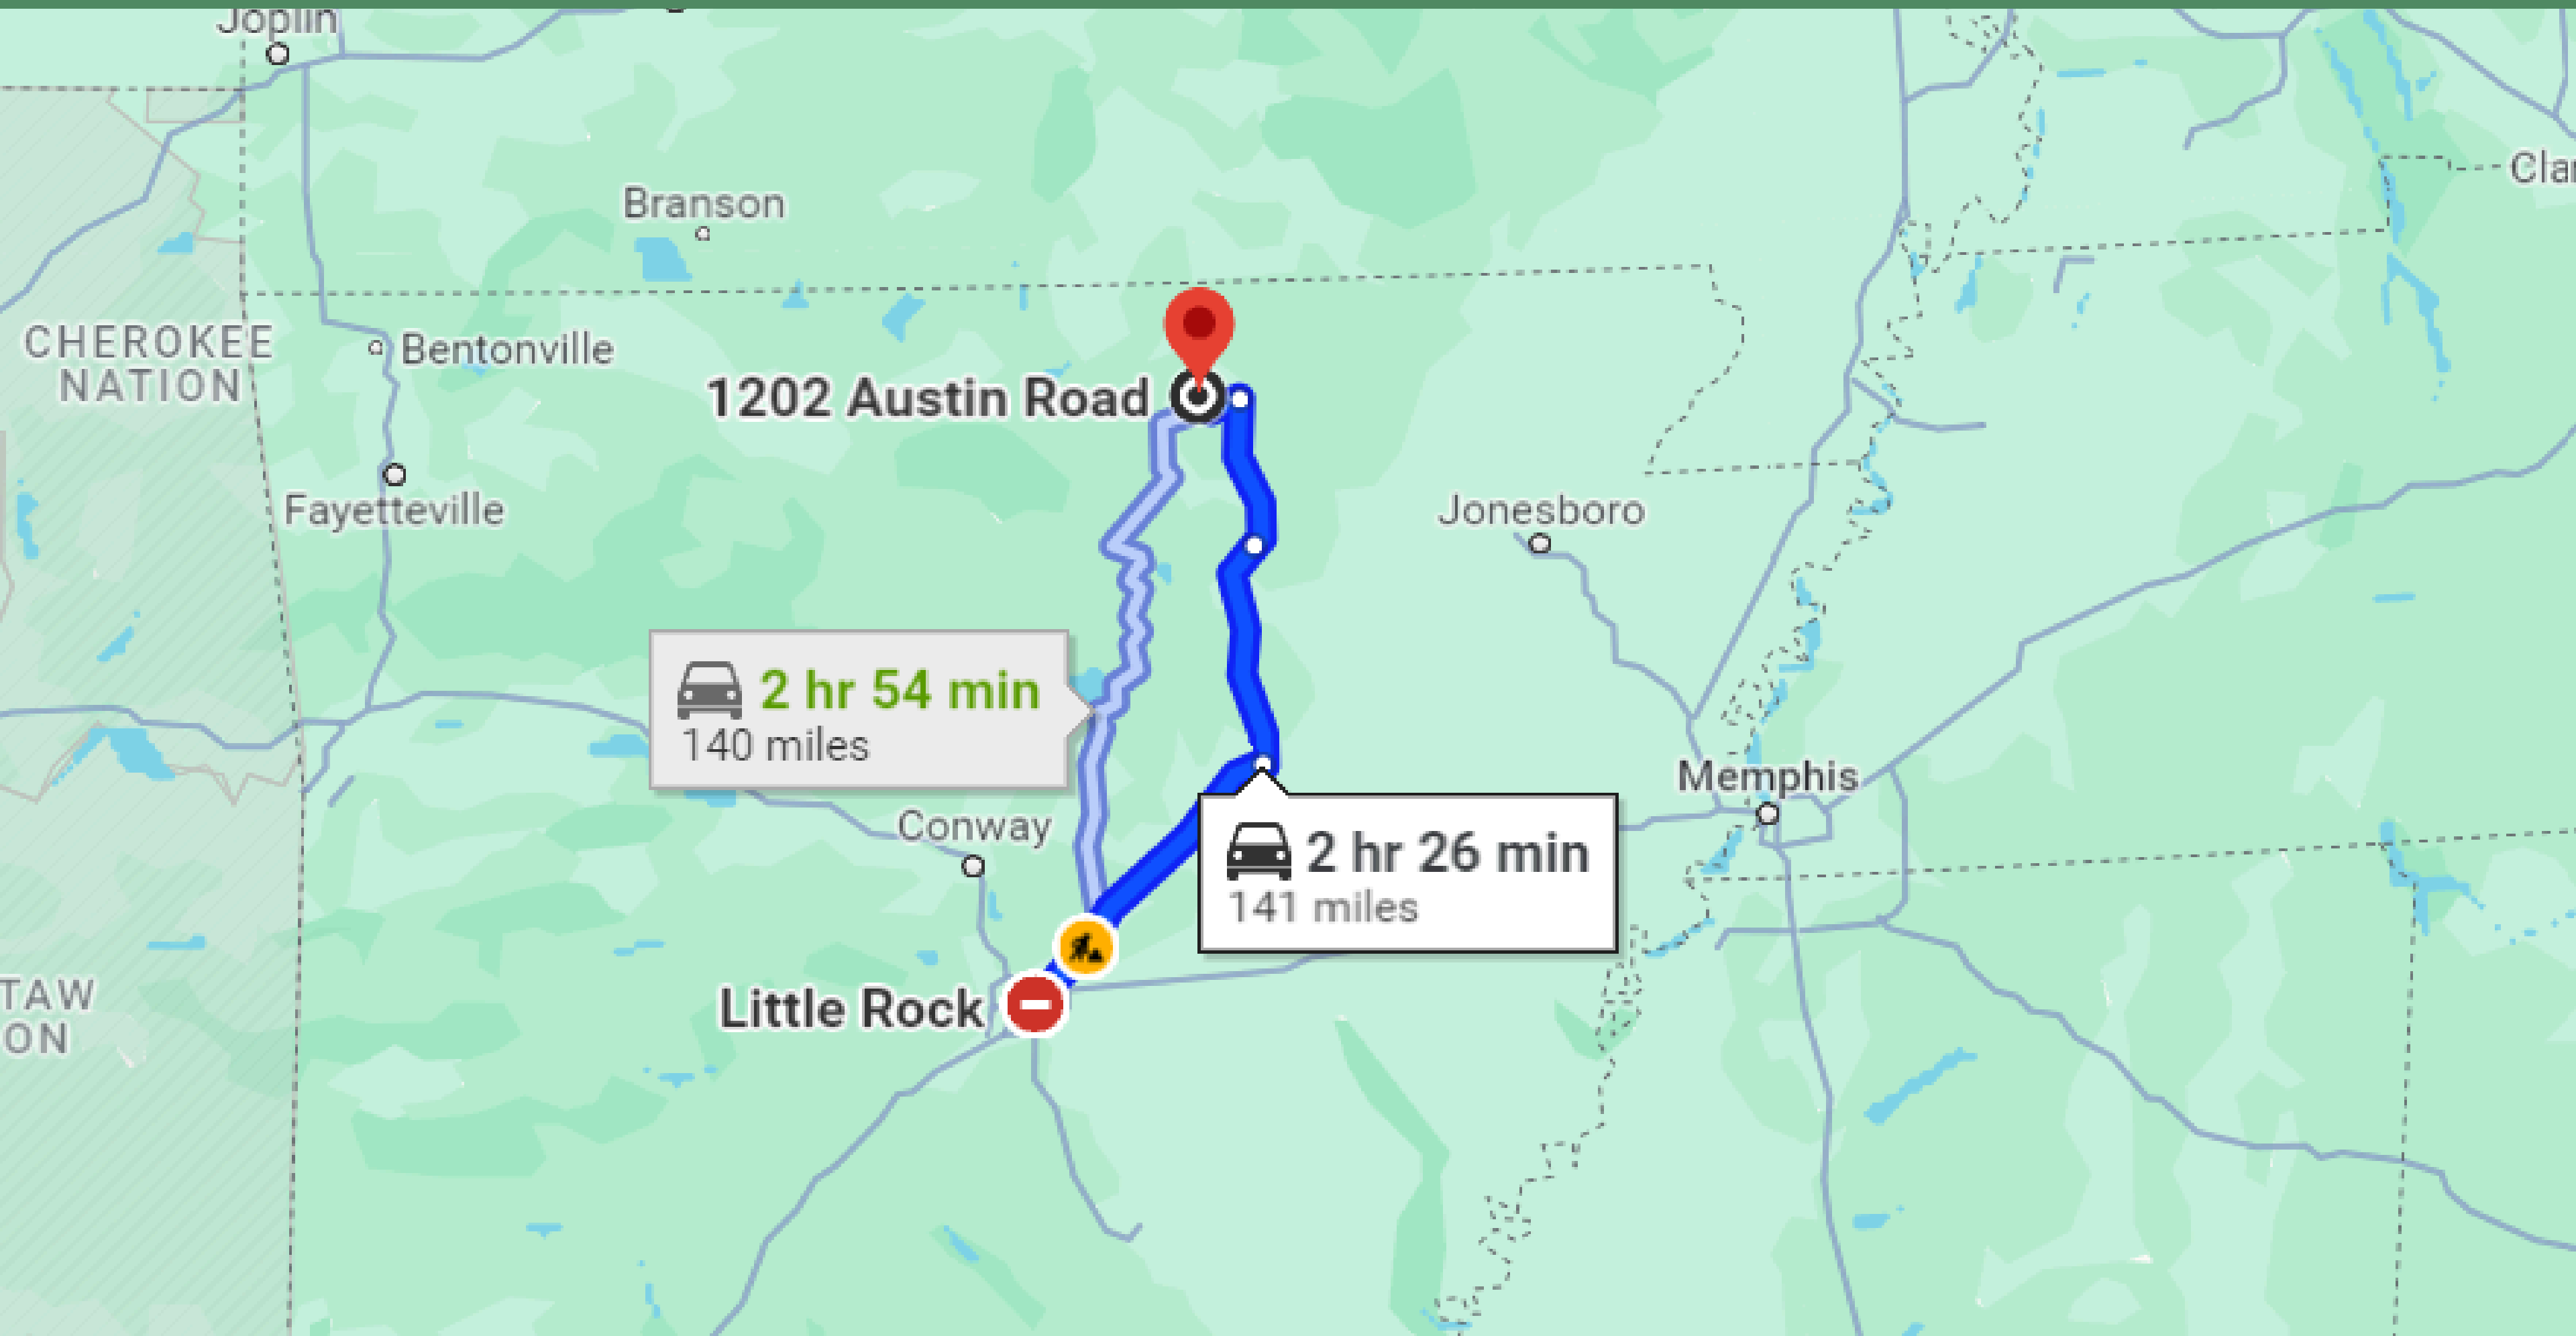 Joplin
Clar
Branson
CHEROKEE
NATION
Bentonville
1202 Austin Road
Fayetteville
Jonesboro
2 hr 54 min
140 miles
Memphis
Conway
2 hr 26 min
141 miles
TAW
ON
Little Rock